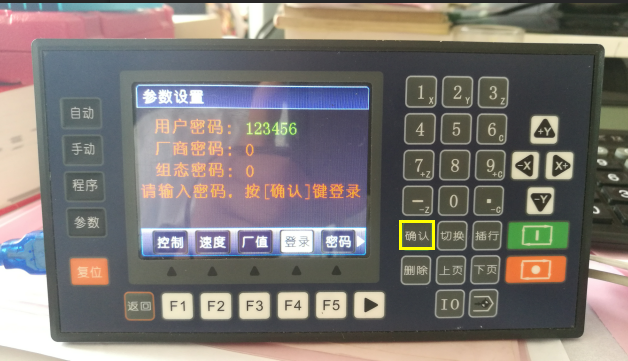 参数设置
用户密码: 123456
厂商密码: 0
组态密码: 0
请输入密码, 按[确认]键登录
控制 速度 厂值 登录 密码
自动
手动
程序
参数
复位
返回 F1 F2 F3 F4 F5
1X 2Y 3Z
4 5 6C
7+Z 8 9+C
-Z 0 .-C
+Y
-X X+
-Y
确认 切换 插行
删除 上页 下页
IO